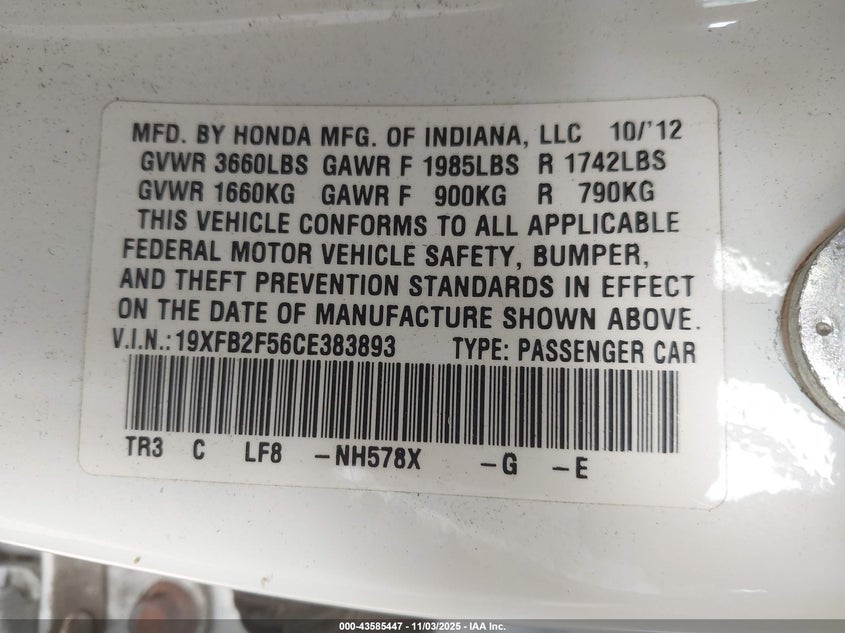 MFD. BY HONDA MFG. OF INDIANA, LLC 10/'12
GVWR 3660LBS GAWR F 1985LBS R 1742LBS
GVWR 1660KG GAWR F 900KG R 790KG
THIS VEHICLE CONFORMS TO ALL APPLICABLE
FEDERAL MOTOR VEHICLE SAFETY, BUMPER,
AND THEFT PREVENTION STANDARDS IN EFFECT
ON THE DATE OF MANUFACTURE SHOWN ABOVE.
V.I.N.:19XFB2F56CE383893 TYPE: PASSENGER CAR
TR3 C LF8 -NH578X -G -E
000-43585447 - 11/03/2025 - IAA Inc.